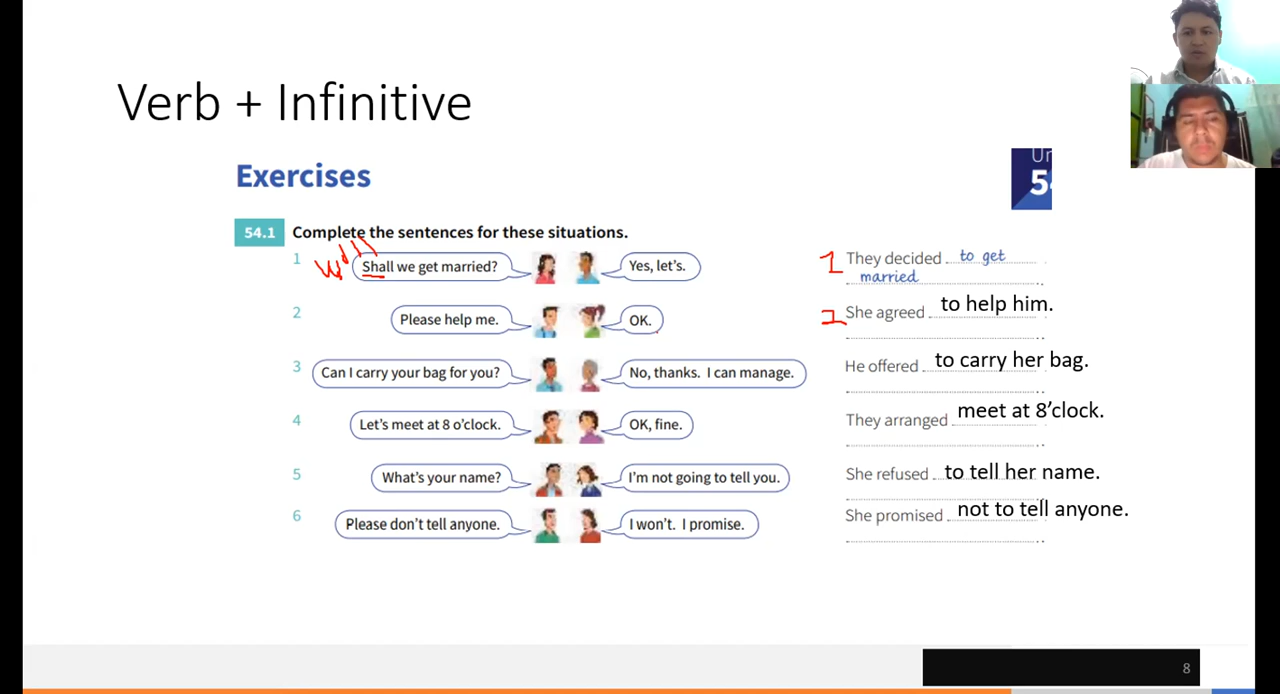 Verb + Infinitive
Exercises
Un
54
54.1 Complete the sentences for these situations.
Will
1 Shall we get married? Yes, let's. 1 They decided to get
married
2 Please help me. OK. 2 She agreed to help him.
3 Can I carry your bag for you? No, thanks. I can manage. He offered to carry her bag.
4 Let's meet at 8 o'clock. OK, fine. They arranged meet at 8’clock.
5 What's your name? I'm not going to tell you. She refused to tell her name.
6 Please don't tell anyone. I won't. I promise. She promised not to tell anyone.
8